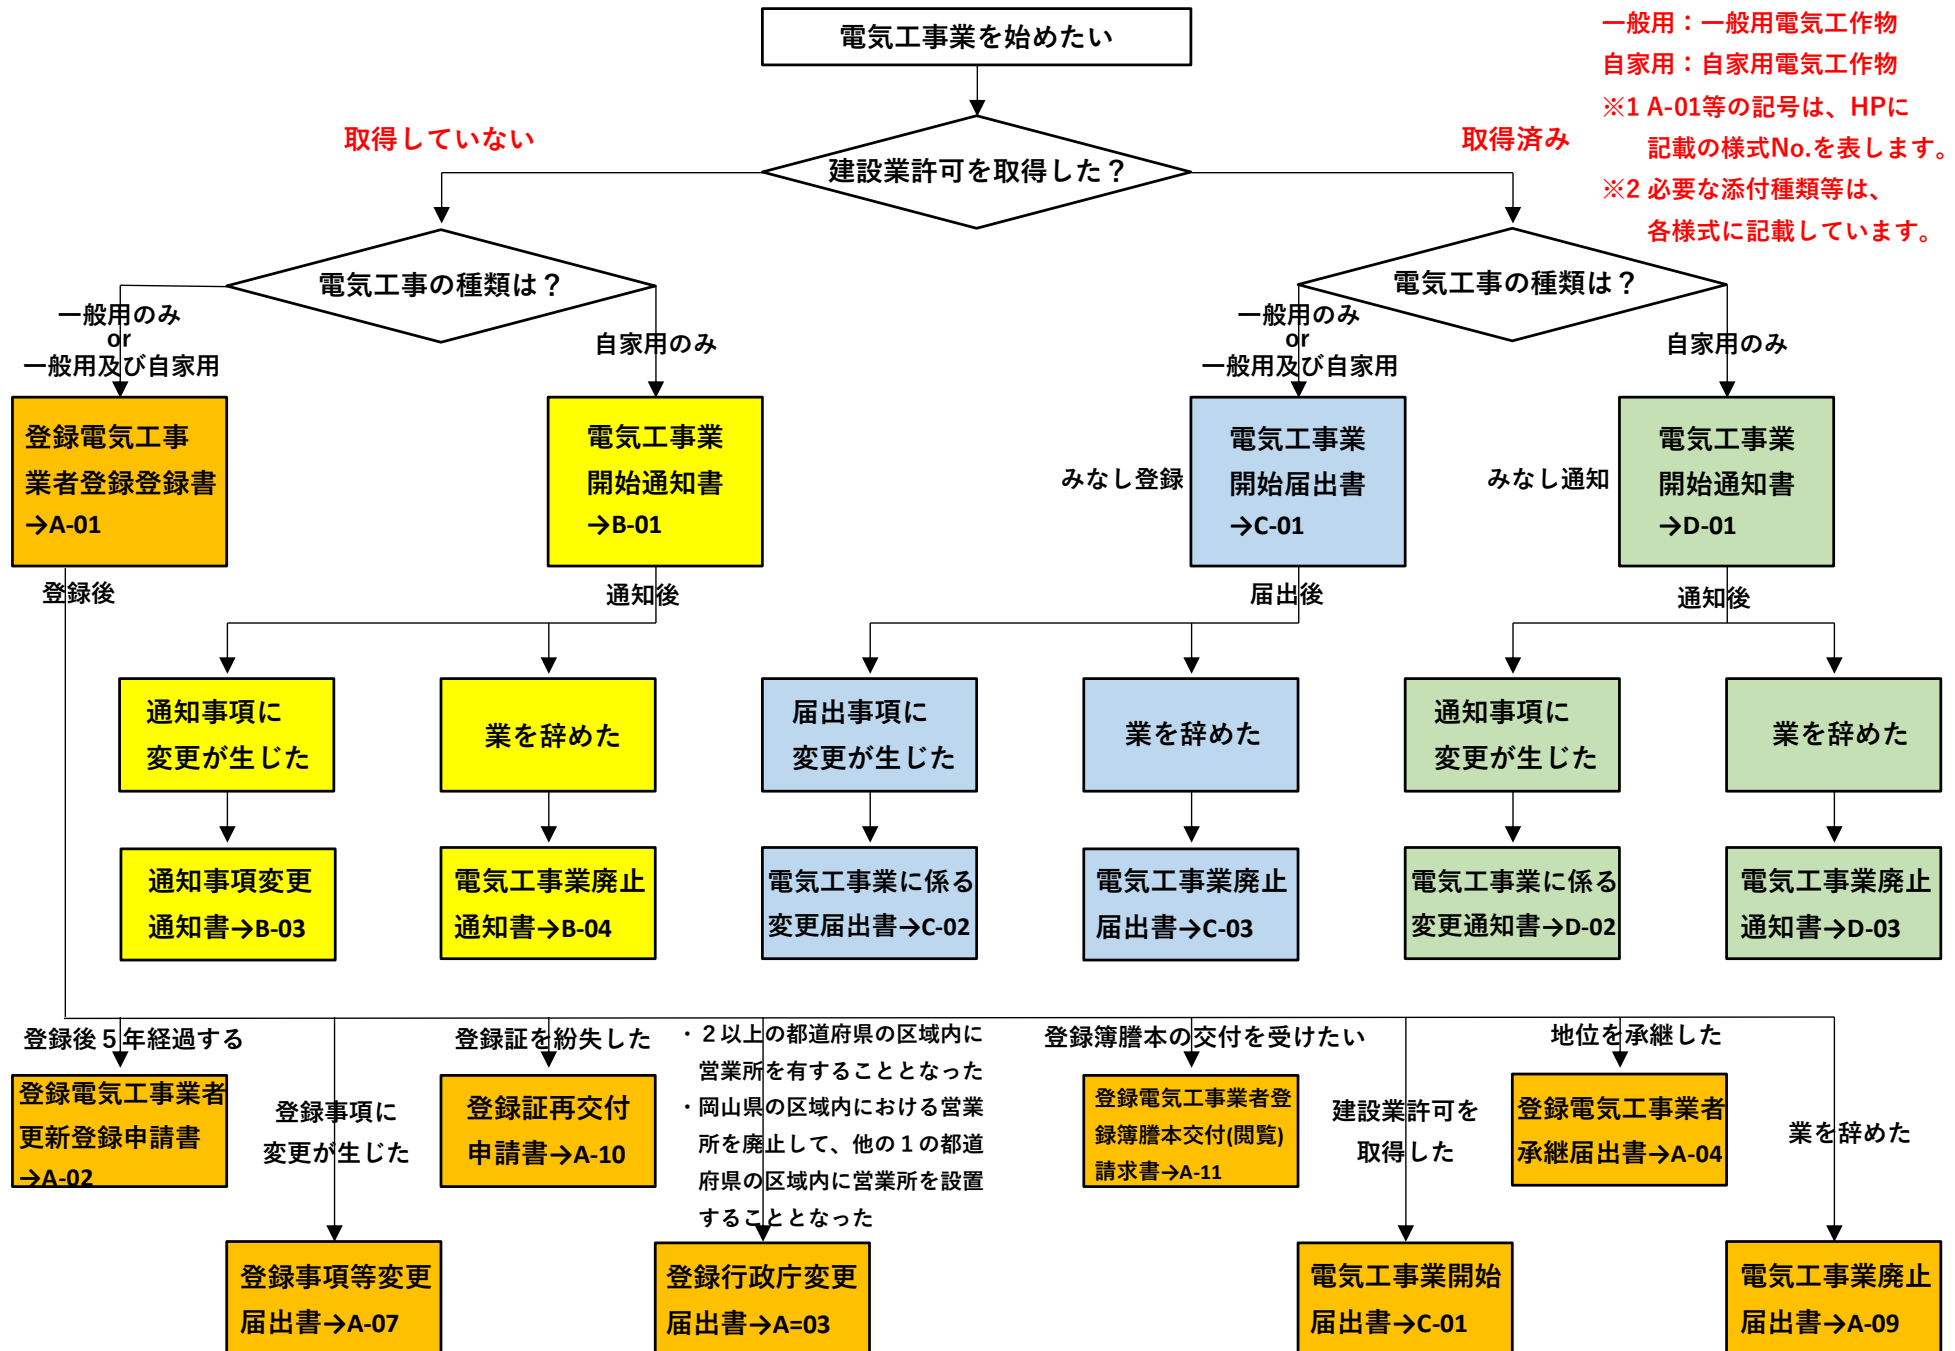 電気工事業を始めたい
一般用：一般用電気工作物
自家用：自家用電気工作物
※1 A-01等の記号は、HPに
記載の様式No.を表します。
※2 必要な添付種類等は、
各様式に記載しています。
取得していない
建設業許可を取得した？
取得済み
電気工事の種類は？
電気工事の種類は？
一般用のみ
or
一般用及び自家用
自家用のみ
一般用のみ
or
一般用及び自家用
自家用のみ
登録電気工事
業者登録登録書
→A-01
電気工事業
開始通知書
→B-01
みなし登録
電気工事業
開始届出書
→C-01
みなし通知
電気工事業
開始通知書
→D-01
登録後
通知後
届出後
通知後
通知事項に
変更が生じた
業を辞めた
届出事項に
変更が生じた
業を辞めた
通知事項に
変更が生じた
業を辞めた
通知事項変更
通知書→B-03
電気工事業廃止
通知書→B-04
電気工事業に係る
変更届出書→C-02
電気工事業廃止
届出書→C-03
電気工事業に係る
変更通知書→D-02
電気工事業廃止
通知書→D-03
登録後５年経過する
登録電気工事業者
更新登録申請書
→A-02
登録事項に
変更が生じた
登録事項等変更
届出書→A-07
登録証を紛失した
登録証再交付
申請書→A-10
・２以上の都道府県の区域内に
営業所を有することとなった
・岡山県の区域内における営業
所を廃止して、他の１の都道
府県の区域内に営業所を設置
することとなった
登録行政庁変更
届出書→A=03
登録簿謄本の交付を受けたい
登録電気工事業者登
録簿謄本交付(閲覧)
請求書→A-11
建設業許可を
取得した
電気工事業開始
届出書→C-01
地位を承継した
登録電気工事業者
承継届出書→A-04
業を辞めた
電気工事業廃止
届出書→A-09